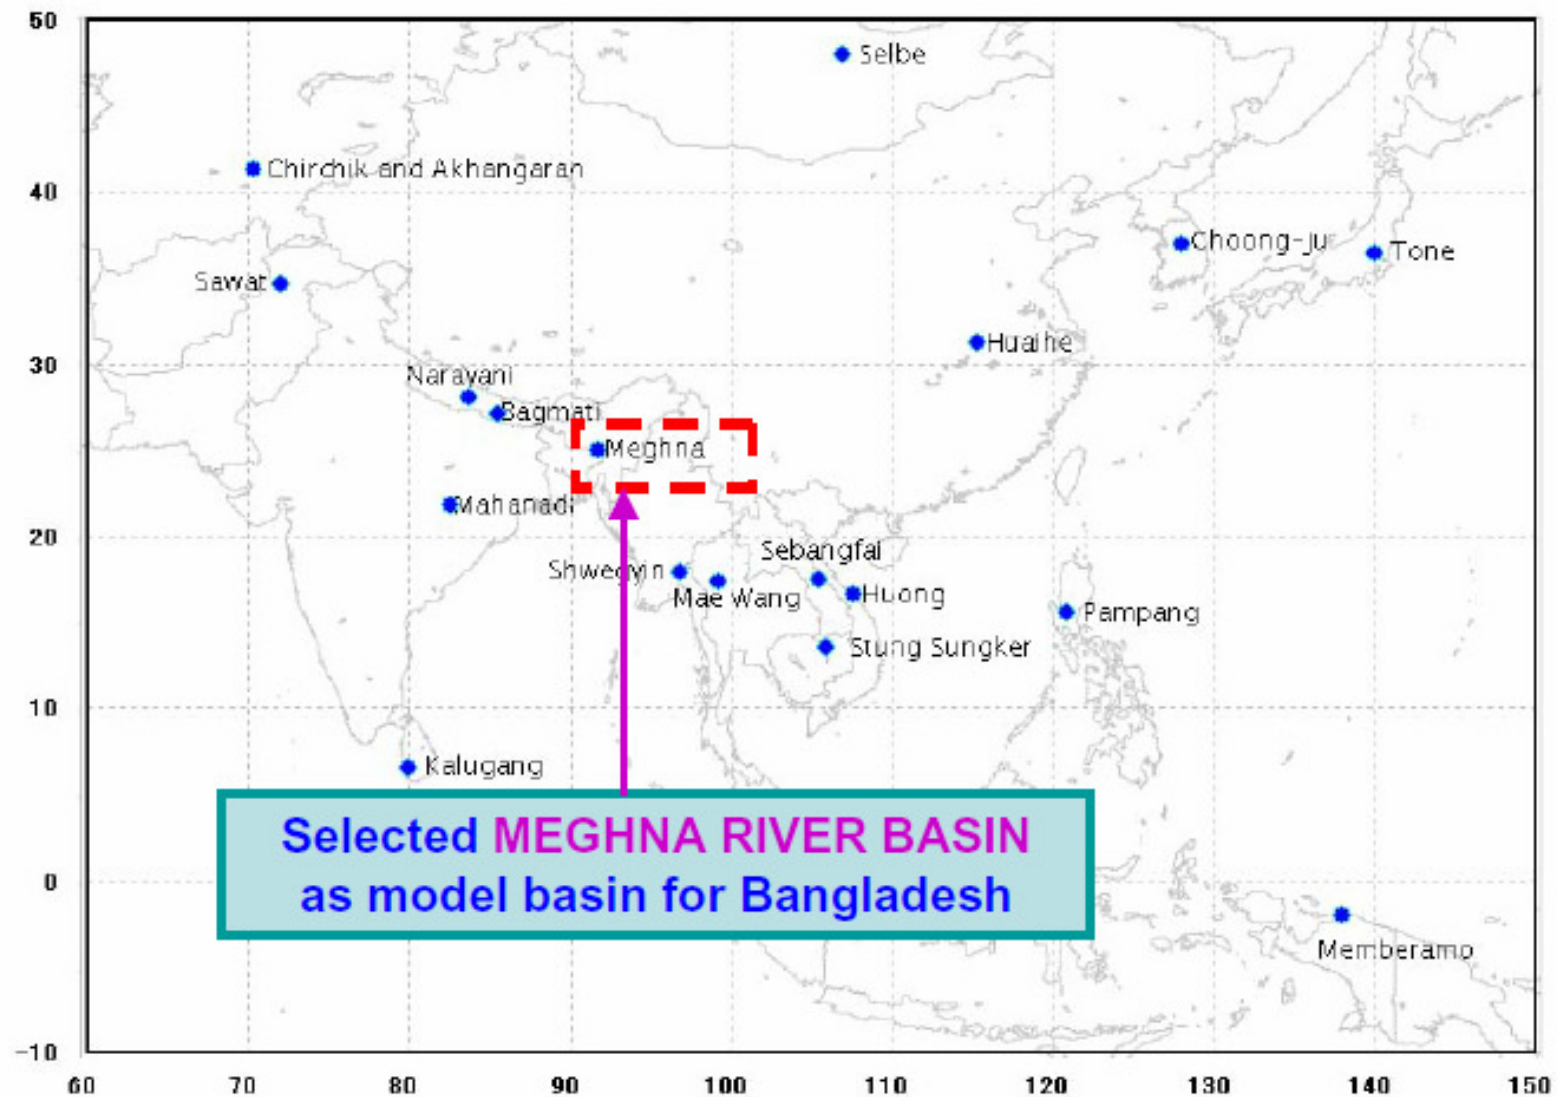 50
Selbe
Chirchik and Akhangaran
40
Choong-ju
Tone
Sawat
Huaihe
30
Narayani
Bagmati
Meghna
Mahanadi
20
Sebangfai
Shwegyin
Mae Wang
Huong
Pampang
Stung Sungker
10
Kalugang
Selected MEGHNA RIVER BASIN
as model basin for Bangladesh
0
Memberamo
-10
60 70 80 90 100 110 120 130 140 150